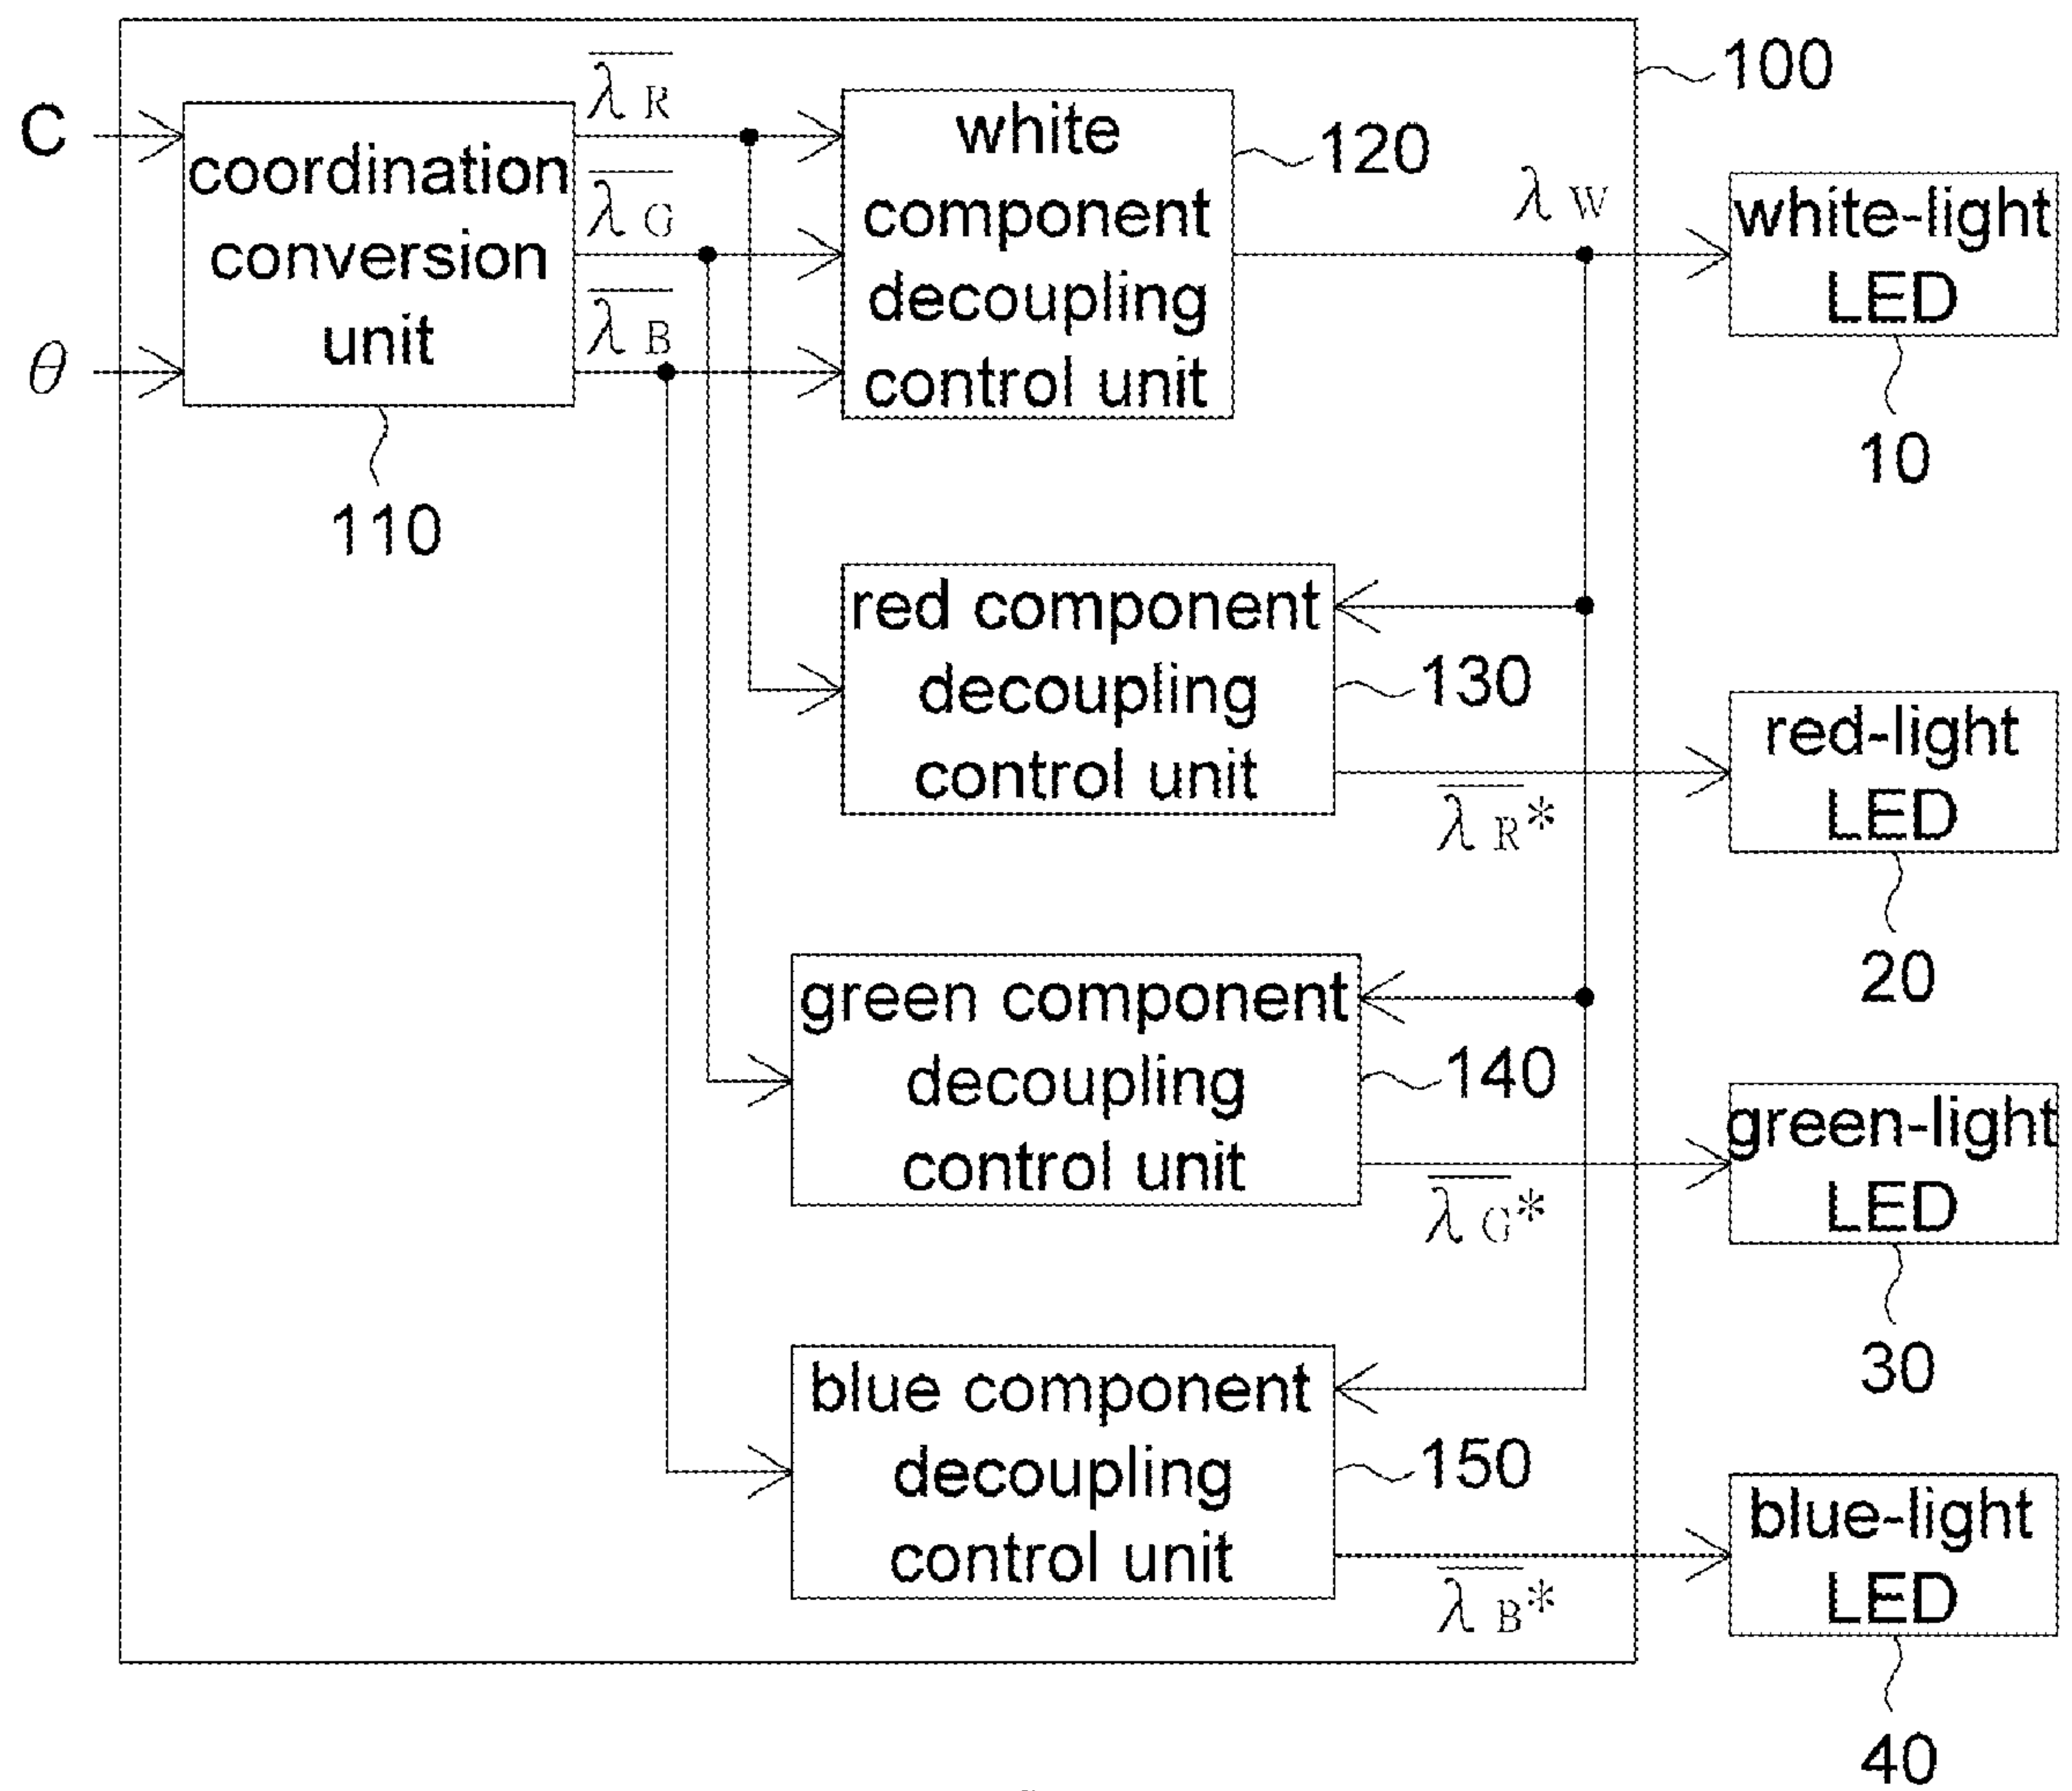 C
θ
coordination
conversion
unit
110
λ̅R̅
λ̅G̅
λ̅B̅
white
component
decoupling
control unit
120
100
λW
white-light
LED
10
red component
decoupling
control unit
130
λ̅R̅*
red-light
LED
20
green component
decoupling
control unit
140
λ̅G̅*
green-light
LED
30
blue component
decoupling
control unit
150
λ̅B̅*
blue-light
LED
40